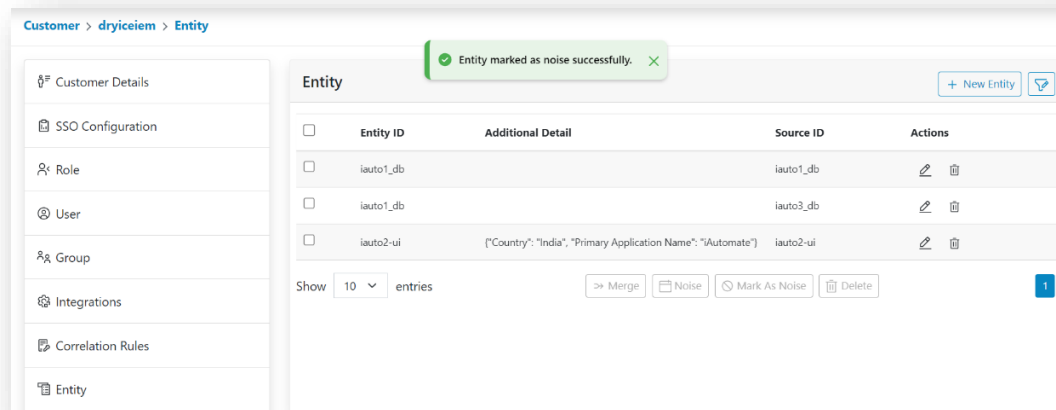 Customer > dryiceiem > Entity
Entity marked as noise successfully.
Customer Details
SSO Configuration
Role
User
Group
Integrations
Correlation Rules
Entity
Entity
+ New Entity
Entity ID Additional Detail Source ID Actions
iauto1_db iauto1_db
iauto1_db iauto3_db
iauto2-ui {"Country": "India", "Primary Application Name": "iAutomate"} iauto2-ui
Show 10 entries
Merge Noise Mark As Noise Delete
1